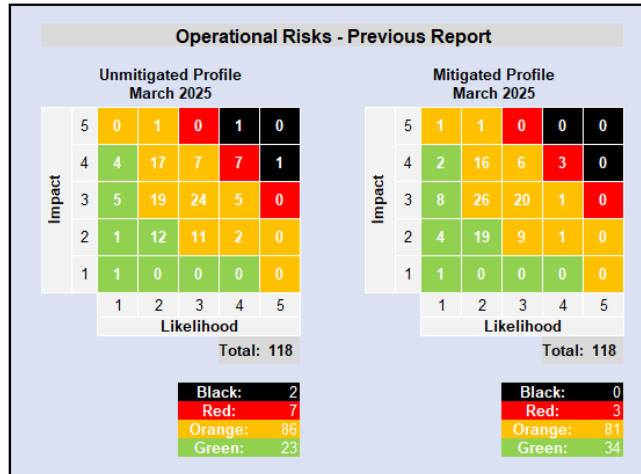 Operational Risks - Previous Report
Unmitigated Profile
March 2025
Impact
5 0 1 0 1 0
4 4 17 7 7 1
3 5 19 24 5 0
2 1 12 11 2 0
1 1 0 0 0 0
1 2 3 4 5
Likelihood
Total: 118
Black: 2
Red: 7
Orange: 86
Green: 23
Mitigated Profile
March 2025
Impact
5 1 1 0 0 0
4 2 16 6 3 0
3 8 26 20 1 0
2 4 19 9 1 0
1 1 0 0 0 0
1 2 3 4 5
Likelihood
Total: 118
Black: 0
Red: 3
Orange: 81
Green: 34